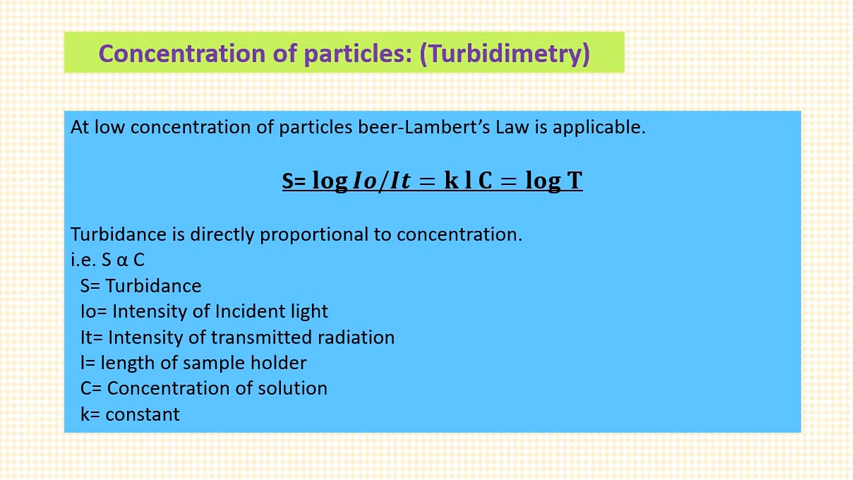 Concentration of particles: (Turbidimetry)
At low concentration of particles beer-Lambert’s Law is applicable.
S= log Io/It = k l C = log T
Turbidance is directly proportional to concentration.
i.e. S α C
S= Turbidance
Io= Intensity of Incident light
It= Intensity of transmitted radiation
l= length of sample holder
C= Concentration of solution
k= constant